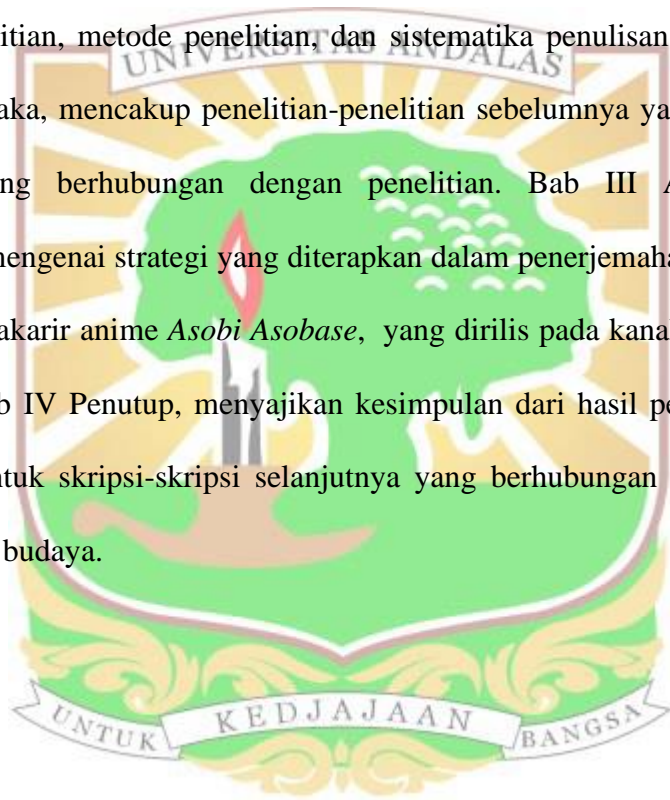 itian, metode penelitian, dan sistematika penulisan
UNIVERSITAS ANDALAS
aka, mencakup penelitian-penelitian sebelumnya ya
ng berhubungan dengan penelitian. Bab III A
mengenai strategi yang diterapkan dalam penerjemaha
akarir anime Asobi Asobase, yang dirilis pada kanal
b IV Penutup, menyajikan kesimpulan dari hasil pe
ntuk skripsi-skripsi selanjutnya yang berhubungan
budaya.
UNTUK KEDJAJAAN BANGSA